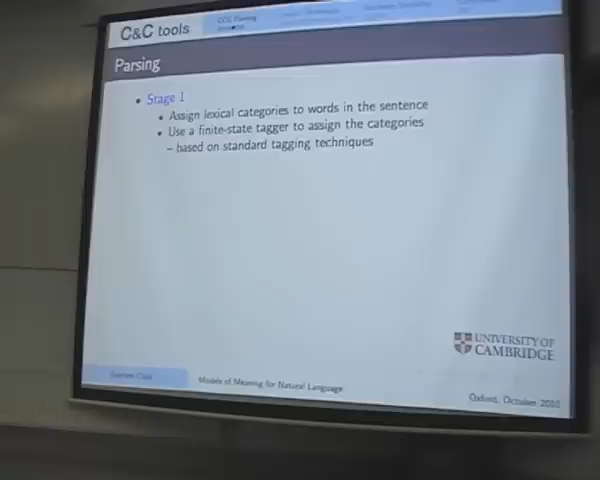 C&C tools
CCG Parsing
Parsing
• Stage 1
• Assign lexical categories to words in the sentence
• Use a finite-state tagger to assign the categories
– based on standard tagging techniques
UNIVERSITY OF
CAMBRIDGE
Models of Meaning for Natural Language
Oxford, October 2010